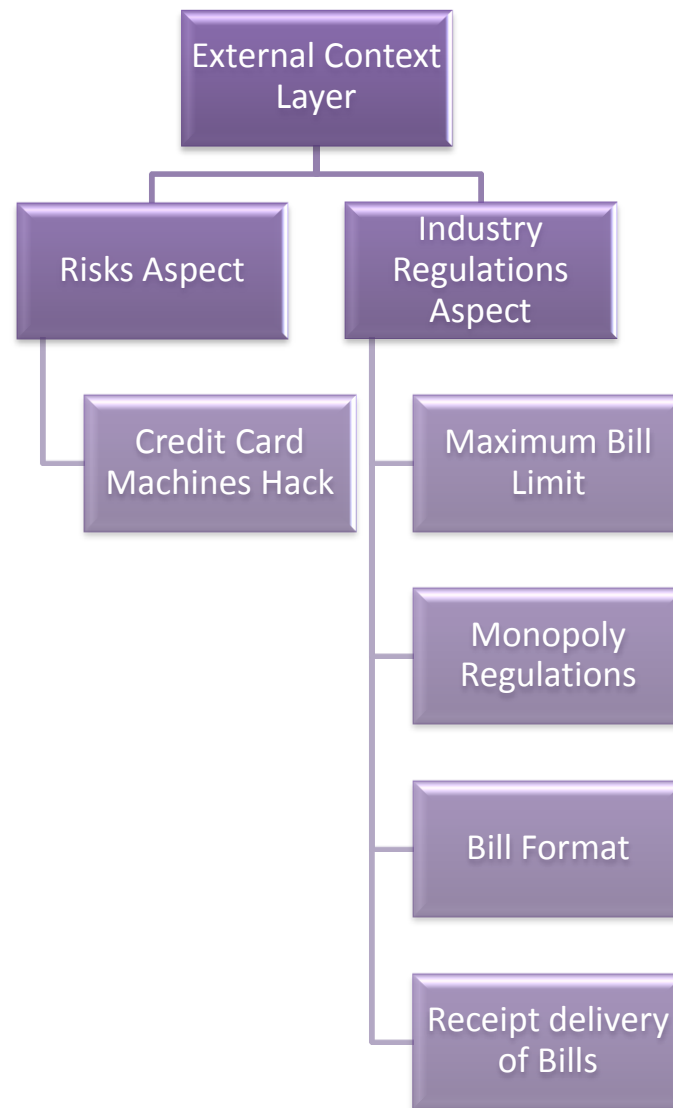 External Context
Layer
Risks Aspect
Industry
Regulations
Aspect
Credit Card
Machines Hack
Maximum Bill
Limit
Monopoly
Regulations
Bill Format
Receipt delivery
of Bills